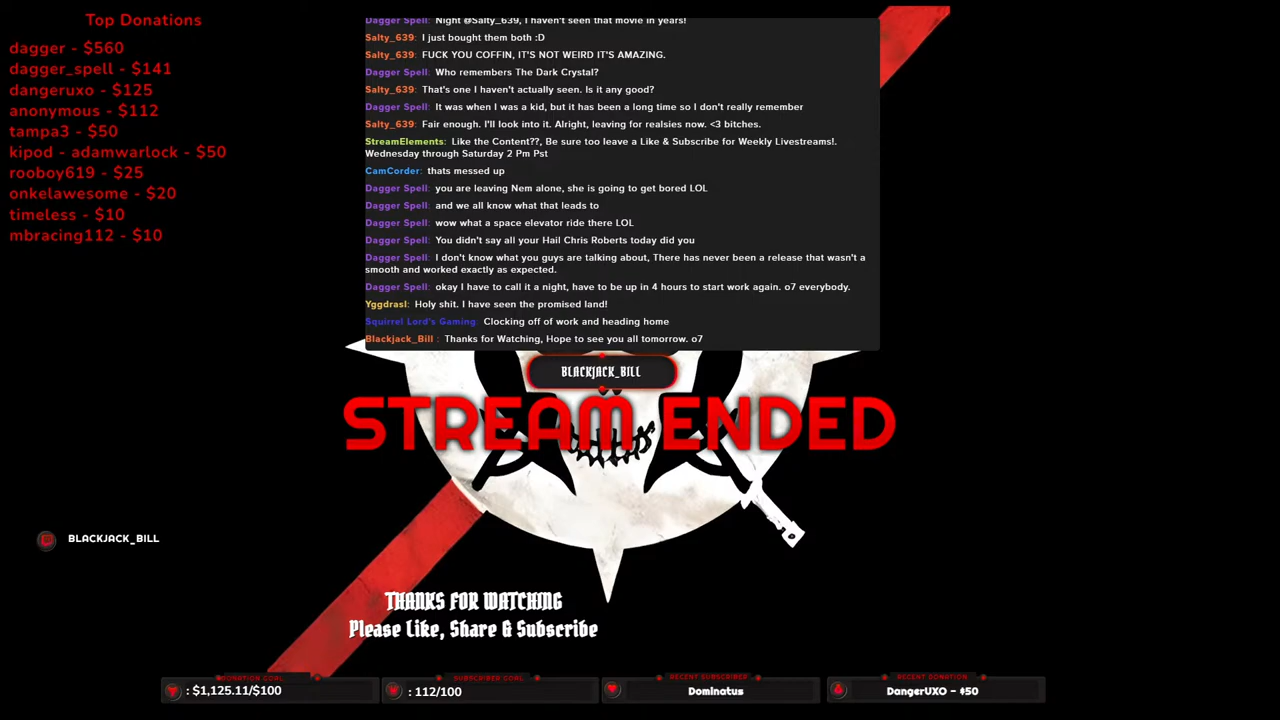 Top Donations
dagger - $560
dagger_spell - $141
dangeruxo - $125
anonymous - $112
tampa3 - $50
kipod - adamwarlock - $50
rooboy619 - $25
onkelawesome - $20
timeless - $10
mbracing112 - $10
Dagger Spell: Night @Salty_639, I haven't seen that movie in years!
Salty_639: I just bought them both :D
Salty_639: FUCK YOU COFFIN, IT'S NOT WEIRD IT'S AMAZING.
Dagger Spell: Who remembers The Dark Crystal?
Salty_639: That's one I haven't actually seen. Is it any good?
Dagger Spell: It was when I was a kid, but it has been a long time so I don't really remember
Salty_639: Fair enough. I'll look into it. Alright, leaving for realsies now. <3 bitches.
StreamElements: Like the Content??, Be sure too leave a Like & Subscribe for Weekly Livestreams!.
Wednesday through Saturday 2 Pm Pst
CamCorder: thats messed up
Dagger Spell: you are leaving Nem alone, she is going to get bored LOL
Dagger Spell: and we all know what that leads to
Dagger Spell: wow what a space elevator ride there LOL
Dagger Spell: You didn't say all your Hail Chris Roberts today did you
Dagger Spell: I don't know what you guys are talking about, There has never been a release that wasn't a
smooth and worked exactly as expected.
Dagger Spell: okay I have to call it a night, have to be up in 4 hours to start work again. o7 everybody.
Yggdrasl: Holy shit. I have seen the promised land!
Squirrel Lord's Gaming: Clocking off of work and heading home
Blackjack_Bill : Thanks for Watching, Hope to see you all tomorrow. o7
BLACKJACK_BILL
STREAM ENDED
BLACKJACK_BILL
THANKS FOR WATCHING
Please Like, Share & Subscribe
DONATION GOAL
: $1,125.11/$100
SUBSCRIBER GOAL
: 112/100
RECENT SUBSCRIBER
Dominatus
RECENT DONATION
DangerUXO - $50